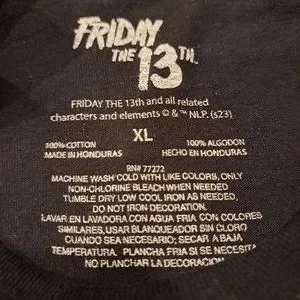 FRIDAY
THE 13TH
FRIDAY THE 13th and all related
characters and elements © & ™ NLP. (s23)
XL
100% COTTON 100% ALGODON
MADE IN HONDURAS HECHO EN HONDURAS
RN# 77272
MACHINE WASH COLD WITH LIKE COLORS, ONLY
NON-CHLORINE BLEACH WHEN NEEDED
TUMBLE DRY LOW COOL IRON AS NEEDED,
DO NOT IRON DECORATION.
LAVAR EN LAVADORA CON AGUA FRIA CON COLORES
SIMILARES, USAR BLANQUEADOR SIN CLORO
CUANDO SEA NECESARIO; SECAR A BAJA
TEMPERATURA. PLANCHA FRIA SI SE NECESITA
NO PLANCHAR LA DECORACION